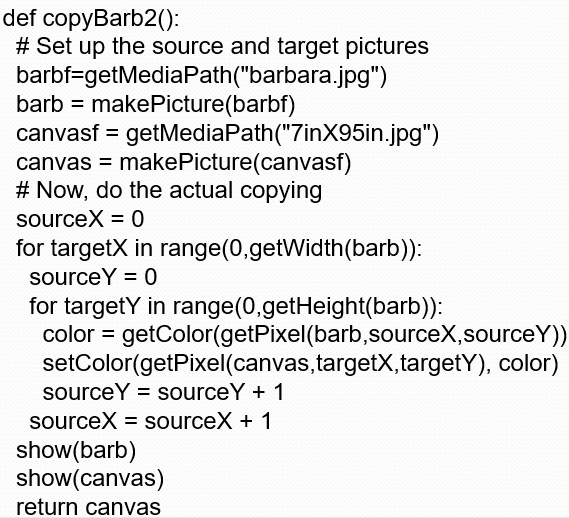 def copyBarb2():
# Set up the source and target pictures
barbf=getMediaPath("barbara.jpg")
barb = makePicture(barbf)
canvasf = getMediaPath("7inX95in.jpg")
canvas = makePicture(canvasf)
# Now, do the actual copying
sourceX = 0
for targetX in range(0,getWidth(barb)):
sourceY = 0
for targetY in range(0,getHeight(barb)):
color = getColor(getPixel(barb,sourceX,sourceY))
setColor(getPixel(canvas,targetX,targetY), color)
sourceY = sourceY + 1
sourceX = sourceX + 1
show(barb)
show(canvas)
return canvas